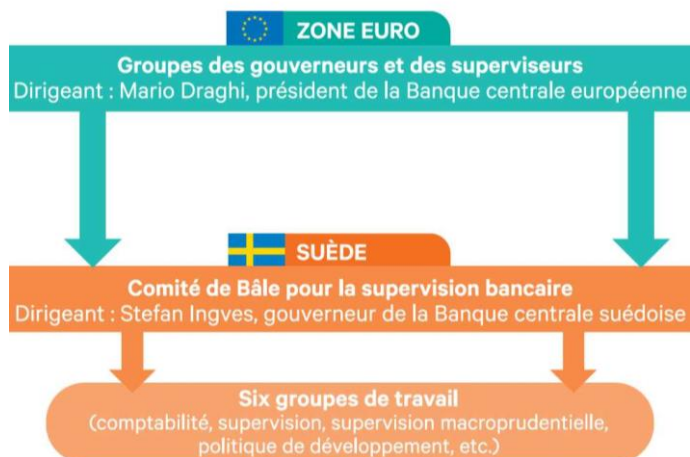 ZONE EURO
Groupes des gouverneurs et des superviseurs
Dirigeant : Mario Draghi, président de la Banque centrale européenne
SUÈDE
Comité de Bâle pour la supervision bancaire
Dirigeant : Stefan Ingves, gouverneur de la Banque centrale suédoise
Six groupes de travail
(comptabilité, supervision, supervision macroprudentielle,
politique de développement, etc.)